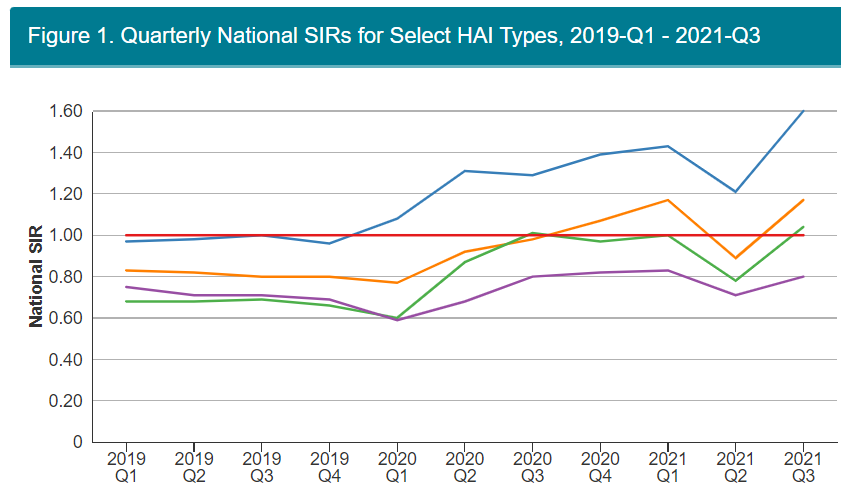 Figure 1. Quarterly National SIRs for Select HAI Types, 2019-Q1 - 2021-Q3
National SIR
1.60
1.40
1.20
1.00
0.80
0.60
0.40
0.20
0
2019 2019 2019 2019 2020 2020 2020 2020 2021 2021 2021
Q1 Q2 Q3 Q4 Q1 Q2 Q3 Q4 Q1 Q2 Q3